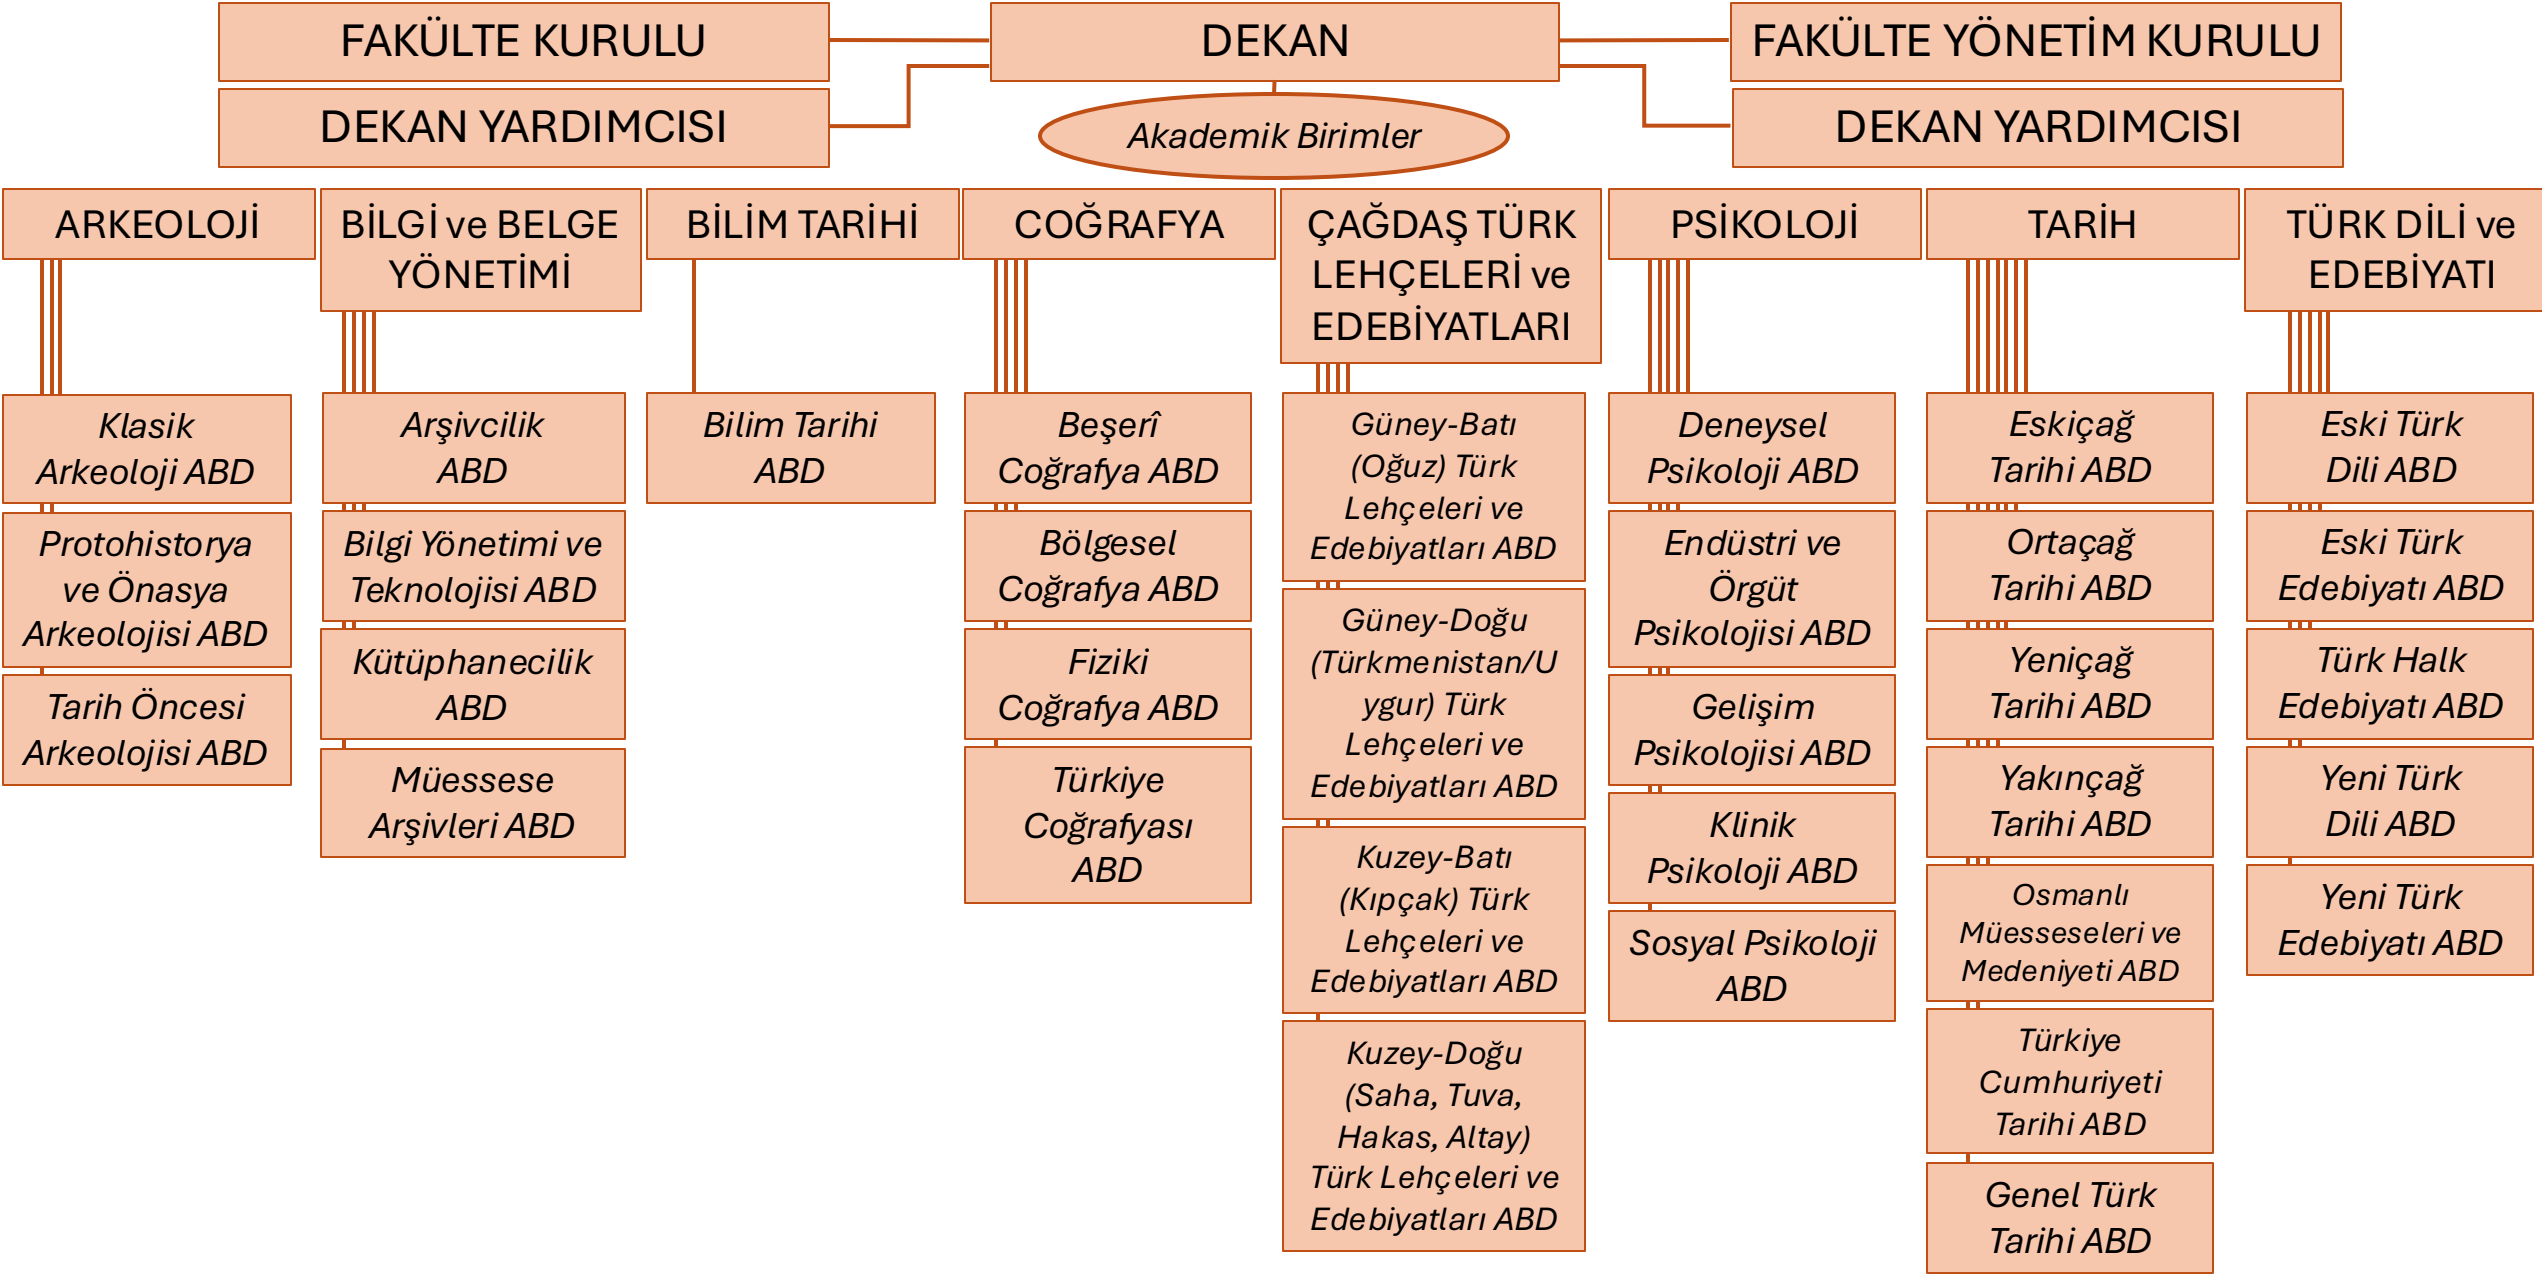 FAKÜLTE KURULU
DEKAN
FAKÜLTE YÖNETİM KURULU
DEKAN YARDIMCISI
Akademik Birimler
DEKAN YARDIMCISI
ARKEOLOJİ
Klasik
Arkeoloji ABD
Protohistorya
ve Önasya
Arkeolojisi ABD
Tarih Öncesi
Arkeolojisi ABD
BİLGİ ve BELGE
YÖNETİMİ
Arşivcilik
ABD
Bilgi Yönetimi ve
Teknolojisi ABD
Kütüphanecilik
ABD
Müessese
Arşivleri ABD
BİLİM TARİHİ
Bilim Tarihi
ABD
COĞRAFYA
Beşerî
Coğrafya ABD
Bölgesel
Coğrafya ABD
Fiziki
Coğrafya ABD
Türkiye
Coğrafyası
ABD
ÇAĞDAŞ TÜRK
LEHÇELERİ ve
EDEBİYATLARI
Güney-Batı
(Oğuz) Türk
Lehçeleri ve
Edebiyatları ABD
Güney-Doğu
(Türkmenistan/U
ygur) Türk
Lehçeleri ve
Edebiyatları ABD
Kuzey-Batı
(Kıpçak) Türk
Lehçeleri ve
Edebiyatları ABD
Kuzey-Doğu
(Saha, Tuva,
Hakas, Altay)
Türk Lehçeleri ve
Edebiyatları ABD
PSİKOLOJİ
Deneysel
Psikoloji ABD
Endüstri ve
Örgüt
Psikolojisi ABD
Gelişim
Psikolojisi ABD
Klinik
Psikoloji ABD
Sosyal Psikoloji
ABD
TARİH
Eskiçağ
Tarihi ABD
Ortaçağ
Tarihi ABD
Yeniçağ
Tarihi ABD
Yakınçağ
Tarihi ABD
Osmanlı
Müesseseleri ve
Medeniyeti ABD
Türkiye
Cumhuriyeti
Tarihi ABD
Genel Türk
Tarihi ABD
TÜRK DİLİ ve
EDEBİYATI
Eski Türk
Dili ABD
Eski Türk
Edebiyatı ABD
Türk Halk
Edebiyatı ABD
Yeni Türk
Dili ABD
Yeni Türk
Edebiyatı ABD